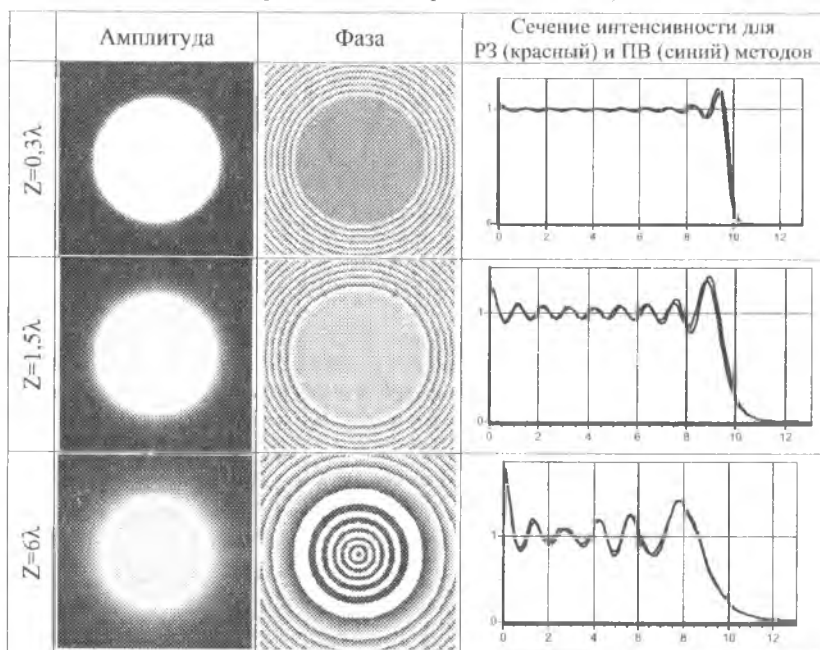 Амплитуда
Фаза
Сечение интенсивности для
РЗ (красный) и ПВ (синий) методов
Z=0,3λ
1
0
0 2 4 6 8 10 12
Z=1,5λ
1
0
0 2 4 6 8 10 12
Z=6λ
1
0
0 2 4 6 8 10 12